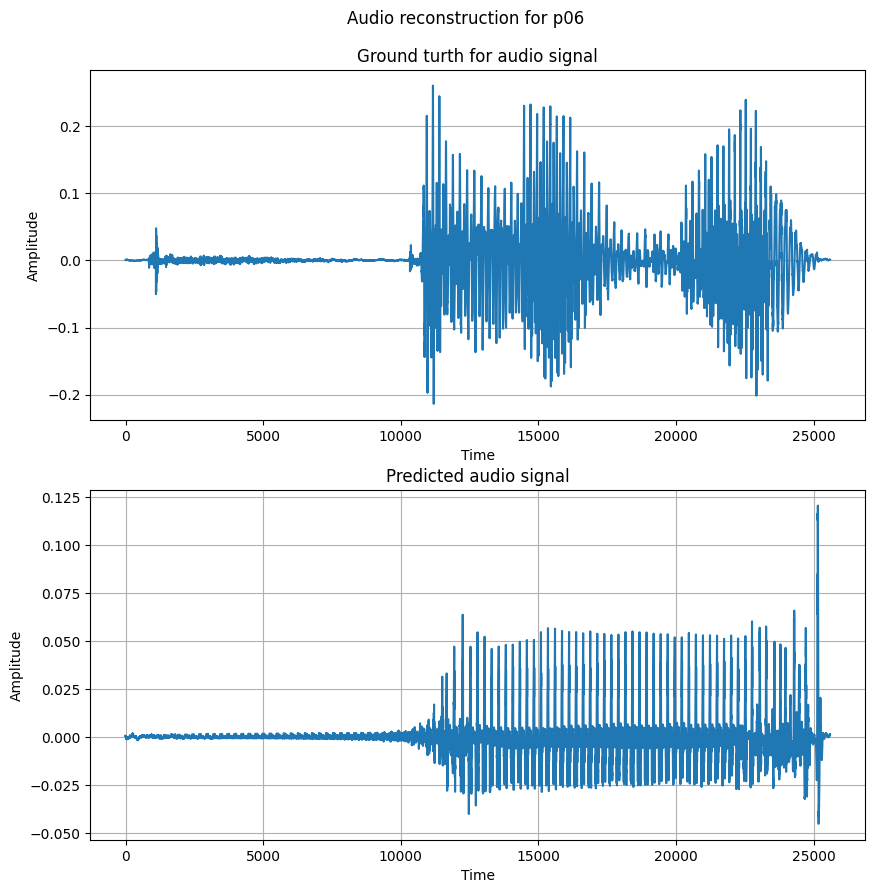 Audio reconstruction for p06
Ground turth for audio signal
0.2
0.1
0.0
−0.1
−0.2
Amplitude
0 5000 10000 15000 20000 25000
Time
Predicted audio signal
0.125
0.100
0.075
0.050
0.025
0.000
−0.025
−0.050
Amplitude
0 5000 10000 15000 20000 25000
Time